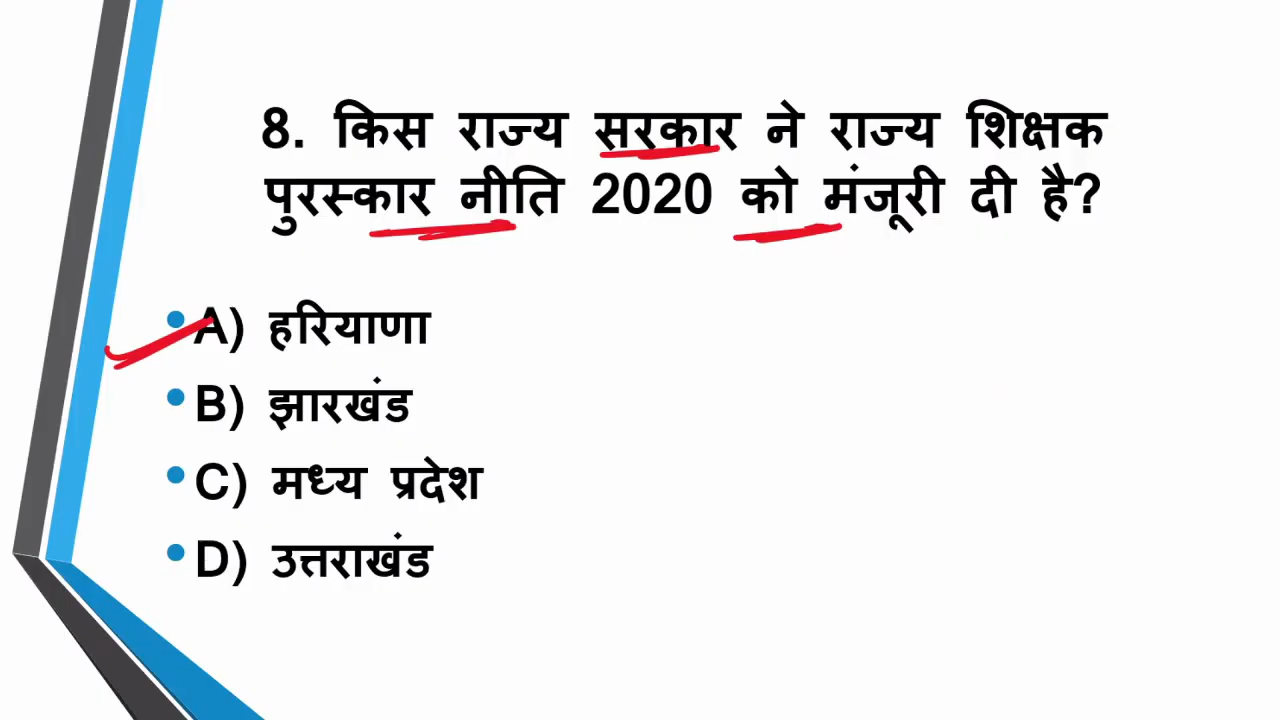 8. किस राज्य सरकार ने राज्य शिक्षक
पुरस्कार नीति 2020 को मंजूरी दी है?
A) हरियाणा
B) झारखंड
C) मध्य प्रदेश
D) उत्तराखंड